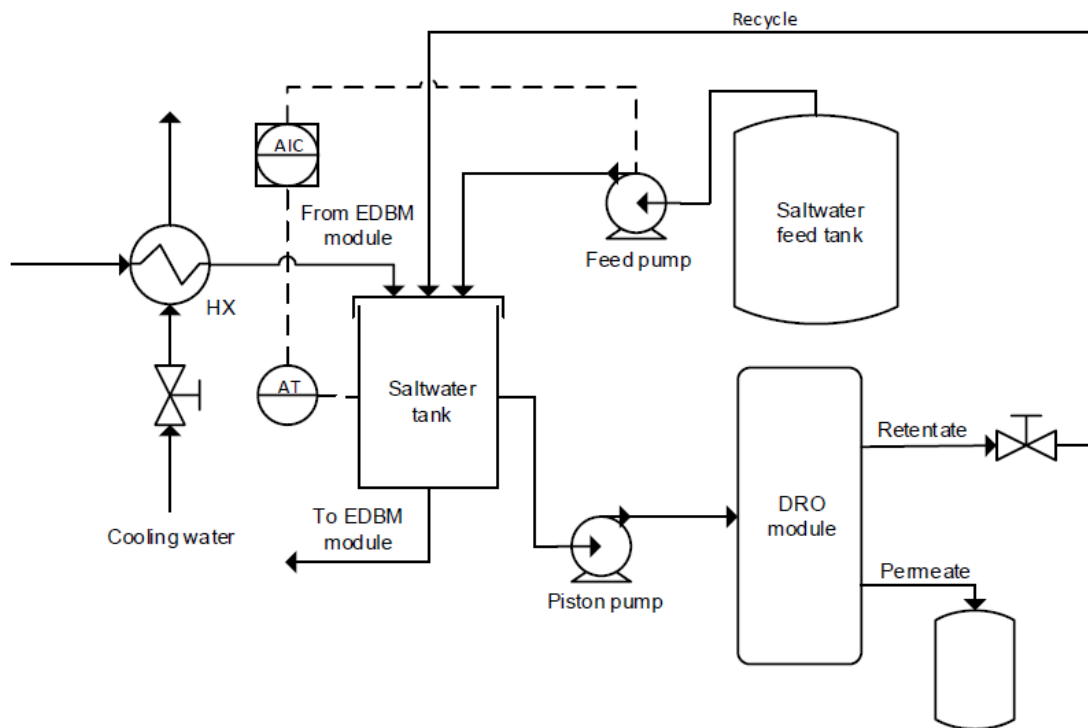 Recycle
AIC
From EDBM
module
Saltwater
feed tank
Feed pump
HX
AT
Saltwater
tank
Retentate
DRO
module
To EDBM
module
Cooling water
Permeate
Piston pump